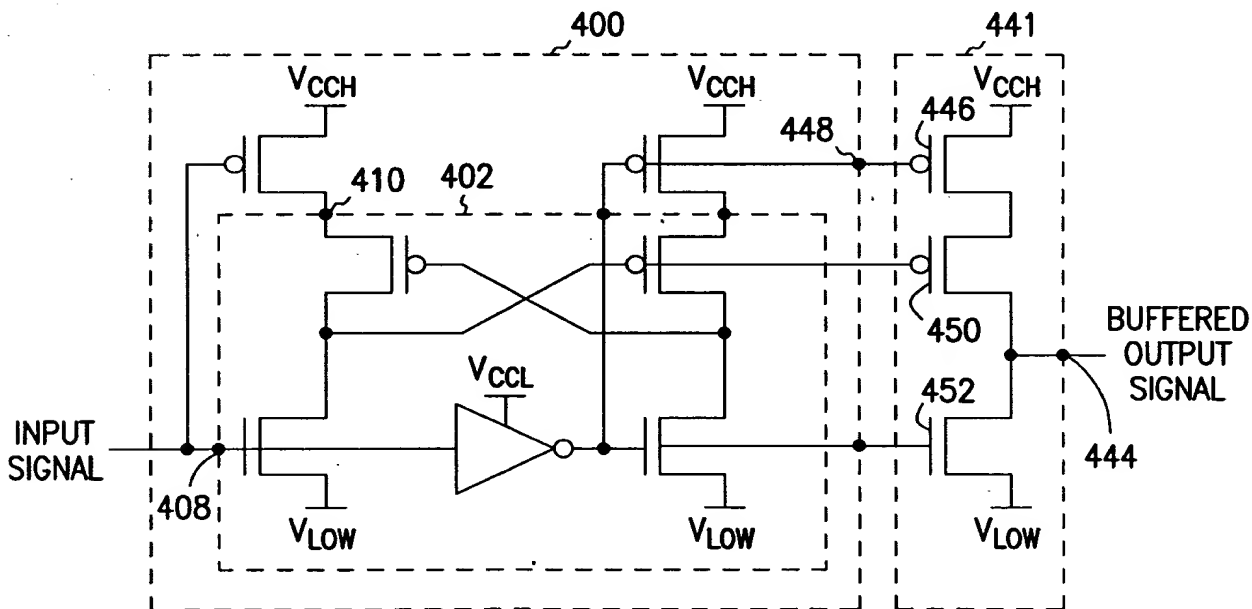 400
441
VCCH
VCCH
VCCH
446
448
410
402
450
BUFFERED
OUTPUT
SIGNAL
VCCL
452
INPUT
SIGNAL
408
444
VLOW
VLOW
VLOW